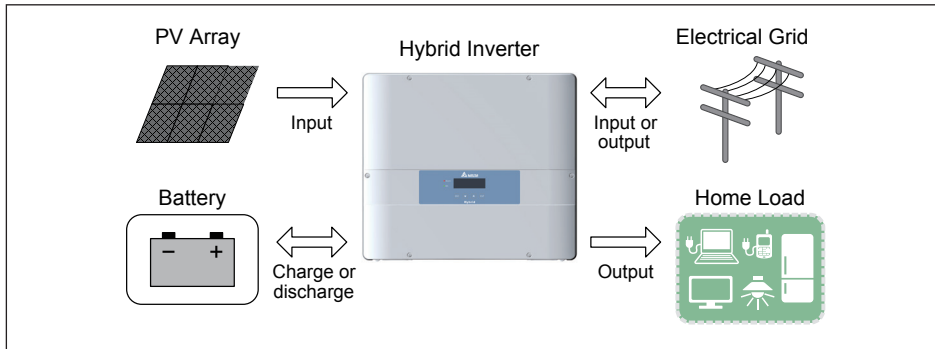 PV Array
Hybrid Inverter
Electrical Grid
Input
Input or
output
Battery
Home Load
Charge or
discharge
Output
− +